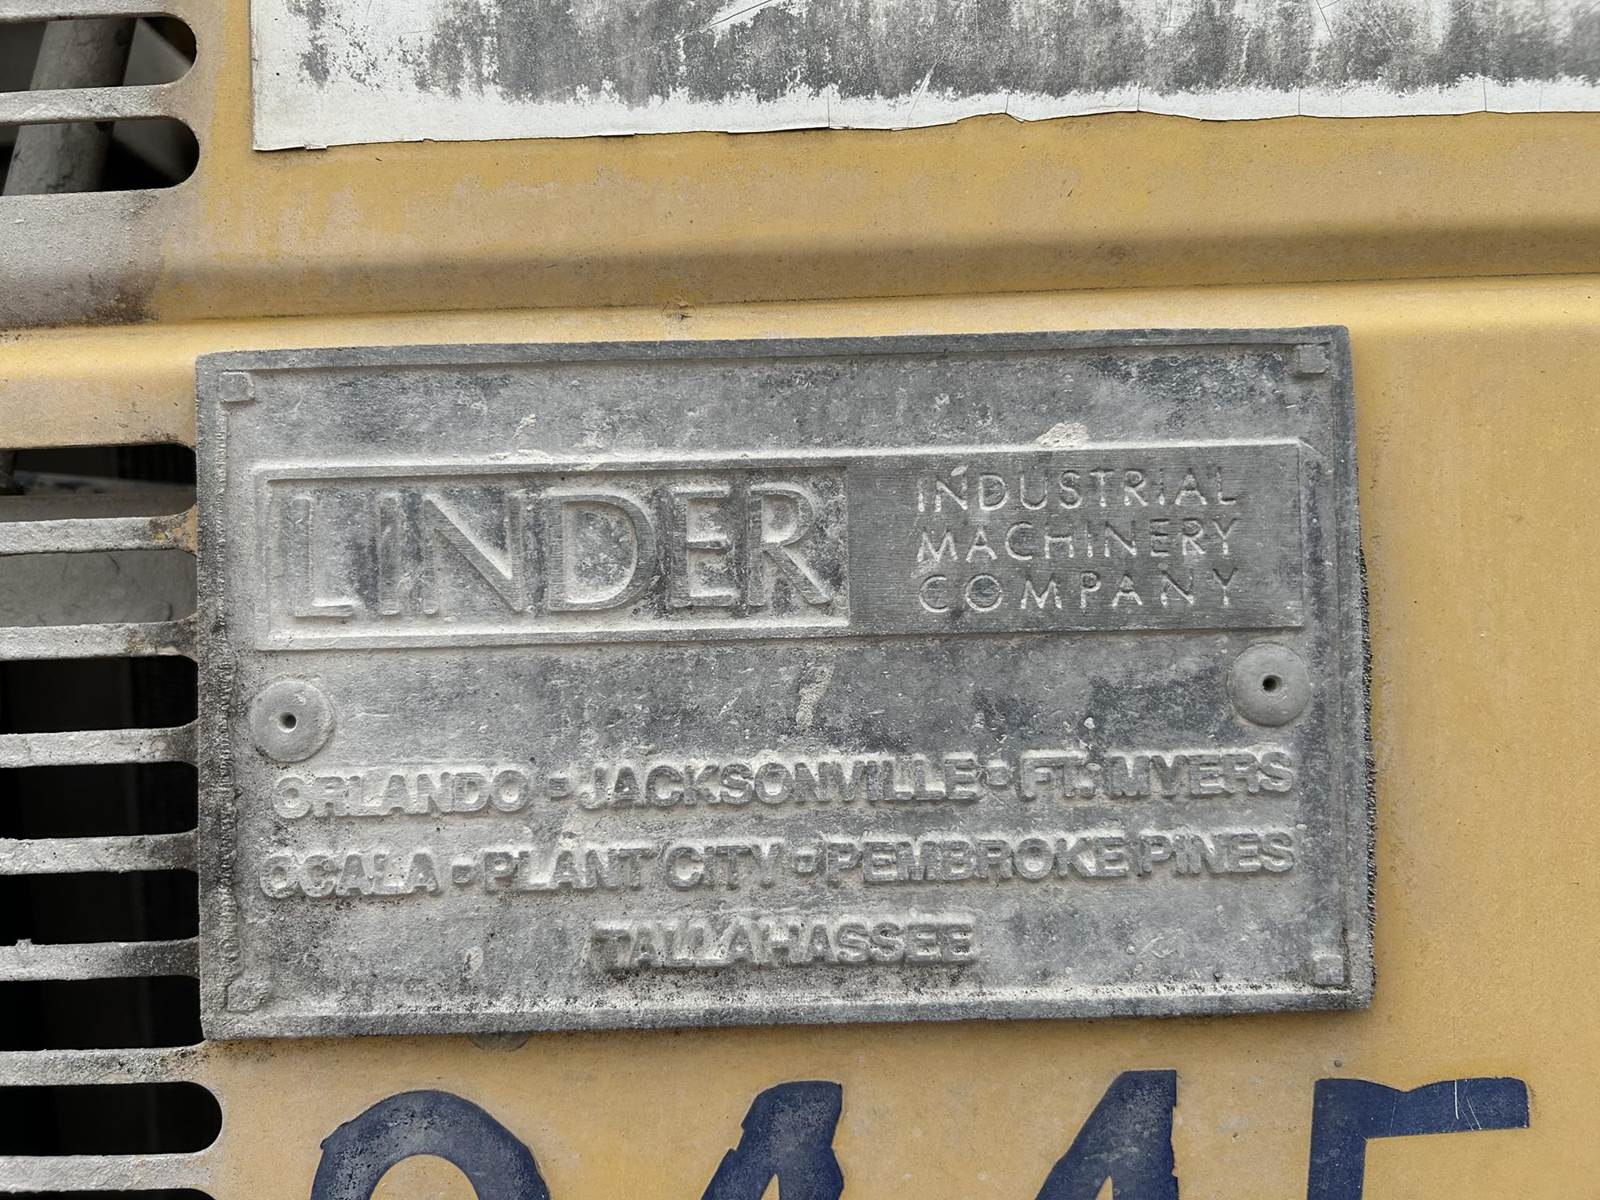 LINDER
INDUSTRIAL
MACHINERY
COMPANY
ORLANDO ▪ JACKSONVILLE ▪ FT. MYERS
OCALA ▪ PLANT CITY ▪ PEMBROKE PINES
TALLAHASSEE